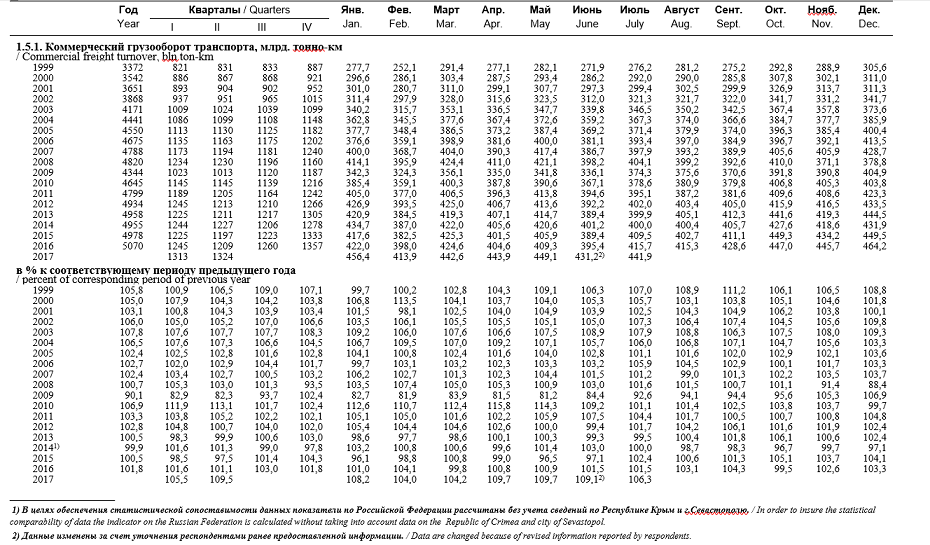 Год Кварталы / Quarters Янв. Фев. Март Апр. Май Июнь Июль Август Сент. Окт. Нояб. Дек.
Year I II III IV Jan. Feb. Mar. Apr. May June July Aug. Sept. Oct. Nov. Dec.
1.5.1. Коммерческий грузооборот транспорта, млрд. тонно-км
/ Commercial freight turnover, bln ton-km
1999 3372 821 831 833 887 277,7 252,1 291,4 277,1 282,1 271,9 276,2 281,2 275,2 292,8 288,9 305,6
2000 3542 886 867 868 921 296,6 286,1 303,4 287,5 293,4 286,2 292,0 290,0 285,8 307,8 302,1 311,0
2001 3651 893 904 902 952 301,0 280,7 311,0 299,1 307,7 297,3 299,4 302,5 299,9 326,9 313,7 311,3
2002 3868 937 951 965 1015 311,4 297,9 328,0 315,6 323,5 312,0 321,3 321,7 322,0 341,7 331,2 341,7
2003 4171 1009 1024 1039 1099 340,2 315,7 353,1 336,5 347,7 339,8 346,5 350,2 342,5 367,4 357,8 373,6
2004 4441 1086 1099 1108 1148 362,8 345,5 377,6 367,4 372,6 359,2 367,3 374,0 366,6 384,7 377,7 385,9
2005 4550 1113 1130 1125 1182 377,7 348,4 386,5 373,2 387,4 369,2 371,4 379,9 374,0 396,3 385,4 400,4
2006 4675 1135 1163 1175 1202 376,6 359,1 398,9 381,6 400,0 381,1 393,4 397,0 384,9 396,7 392,1 413,5
2007 4788 1173 1194 1181 1240 400,0 368,7 404,0 390,3 417,4 386,7 397,9 393,2 389,9 405,6 405,9 428,7
2008 4820 1234 1230 1196 1160 414,1 395,9 424,4 411,0 421,1 398,2 404,1 399,2 392,6 410,0 371,1 378,8
2009 4344 1023 1013 1120 1187 342,3 324,3 356,1 335,0 341,8 336,1 374,3 375,6 370,6 391,8 390,8 404,9
2010 4645 1145 1145 1139 1216 385,4 359,1 400,3 387,8 390,6 367,1 378,6 380,9 379,8 406,8 405,3 403,8
2011 4799 1189 1205 1164 1242 405,0 377,0 406,5 396,3 413,8 394,6 395,1 387,2 381,6 409,6 408,6 423,3
2012 4934 1245 1213 1210 1266 426,9 393,5 425,0 406,7 413,6 392,2 402,0 403,4 405,0 415,9 416,5 433,5
2013 4958 1225 1211 1217 1305 420,9 384,5 419,3 407,1 414,7 389,4 399,9 405,1 412,3 441,6 419,3 444,5
2014 4955 1244 1227 1206 1278 434,7 387,0 422,0 405,6 420,6 401,2 400,0 400,4 405,7 427,6 418,6 431,9
2015 4978 1225 1197 1223 1333 417,6 382,5 425,3 401,5 405,9 389,4 409,5 402,7 411,1 449,3 434,2 449,5
2016 5070 1245 1209 1260 1357 422,0 398,0 424,6 404,6 409,3 395,4 415,7 415,3 428,6 447,0 445,7 464,2
2017 1313 1324 456,4 413,9 442,6 443,9 449,1 431,2²⁾ 441,9
в % к соответствующему периоду предыдущего года
/ percent of corresponding period of previous year
1999 105,8 100,9 106,5 109,0 107,1 99,7 100,2 102,8 104,3 109,1 106,3 107,0 108,9 111,2 106,1 106,5 108,8
2000 105,0 107,9 104,3 104,2 103,8 106,8 113,5 104,1 103,7 104,0 105,3 105,7 103,1 103,8 105,1 104,6 101,8
2001 103,1 100,8 104,3 103,9 103,4 101,5 98,1 102,5 104,0 104,9 103,9 102,5 104,3 104,9 106,2 103,8 100,1
2002 106,0 105,0 105,2 107,0 106,6 103,5 106,1 105,5 105,5 105,1 105,0 107,3 106,4 107,4 104,5 105,6 109,8
2003 107,8 107,6 107,7 107,7 108,3 109,2 106,0 107,6 106,6 107,5 108,9 107,9 108,8 106,3 107,5 108,0 109,3
2004 106,5 107,6 107,3 106,6 104,5 106,7 109,5 107,0 109,2 107,1 105,7 106,0 106,8 107,1 104,7 105,6 103,3
2005 102,4 102,5 102,8 101,6 102,8 104,1 100,8 102,4 101,6 104,0 102,8 101,1 101,6 102,0 102,9 102,1 103,6
2006 102,7 102,0 102,9 104,4 101,7 99,7 103,1 103,2 102,3 103,3 103,2 105,9 104,5 102,9 100,1 101,7 103,3
2007 102,4 103,4 102,7 100,5 103,2 106,2 102,7 101,3 102,3 104,4 101,5 101,2 99,0 101,3 102,2 103,5 103,7
2008 100,7 105,3 103,0 101,3 93,5 103,5 107,4 105,0 105,3 100,9 103,0 101,6 101,5 100,7 101,1 91,4 88,4
2009 90,1 82,9 82,3 93,7 102,4 82,7 81,9 83,9 81,5 81,2 84,4 92,6 94,1 94,4 95,6 105,3 106,9
2010 106,9 111,9 113,1 101,7 102,4 112,6 110,7 112,4 115,8 114,3 109,2 101,1 101,4 102,5 103,8 103,7 99,7
2011 103,3 103,8 105,2 102,2 102,1 105,1 105,0 101,6 102,2 105,9 107,5 104,4 101,7 100,5 100,7 100,8 104,8
2012 102,8 104,8 100,7 104,0 102,0 105,4 104,4 104,6 102,6 100,0 99,4 101,7 104,2 106,1 101,6 101,9 102,4
2013 100,5 98,3 99,9 100,6 103,0 98,6 97,7 98,6 100,1 100,3 99,3 99,5 100,4 101,8 106,1 100,6 102,4
2014¹⁾ 99,9 101,6 101,3 99,0 97,8 103,2 100,8 100,6 99,6 101,4 103,0 100,0 98,7 98,3 96,7 99,7 97,1
2015 100,5 98,5 97,5 101,4 104,3 96,1 98,8 100,8 99,0 96,5 97,1 102,4 100,6 101,3 105,1 103,7 104,1
2016 101,8 101,6 101,1 103,0 101,8 101,0 104,1 99,8 100,8 100,9 101,5 101,5 103,1 104,3 99,5 102,6 103,3
2017 105,5 109,5 108,2 104,0 104,2 109,7 109,7 109,1²⁾ 106,3
1) В целях обеспечения статистической сопоставимости данных показатели по Российской Федерации рассчитаны без учета сведений по Республике Крым и г.Севастополю. / In order to insure the statistical
comparability of data the indicator on the Russian Federation is calculated without taking into account data on the Republic of Crimea and city of Sevastopol.
2) Данные изменены за счет уточнения респондентами ранее предоставленной информации. / Data are changed because of revised information reported by respondents.